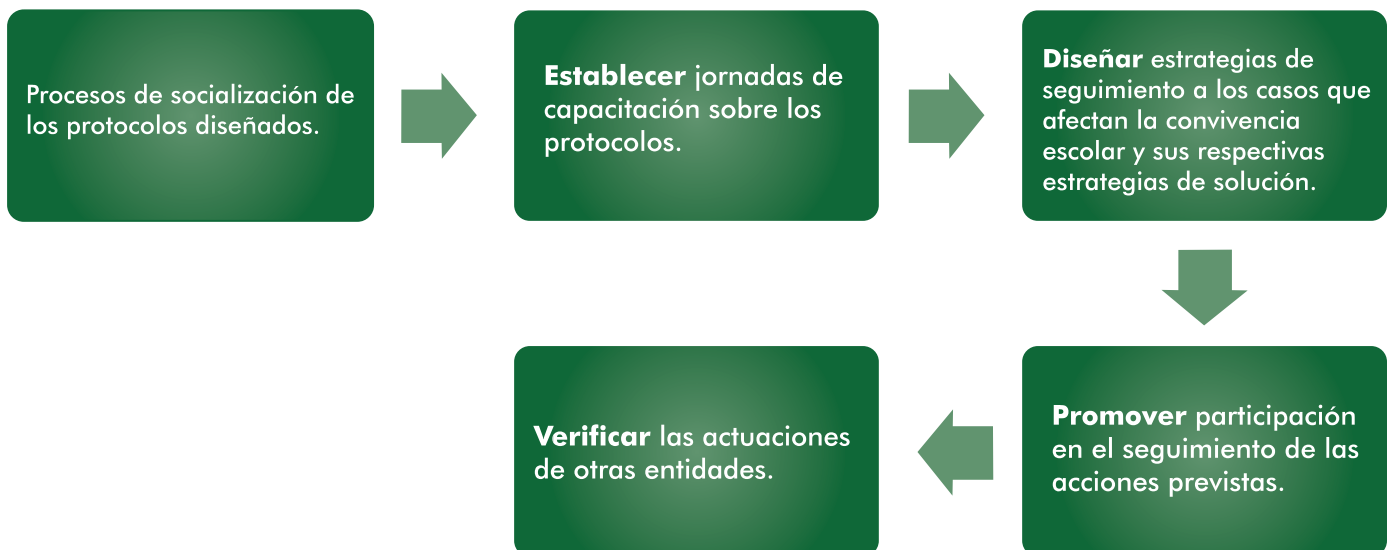 Procesos de socialización de
los protocolos diseñados.
Establecer jornadas de
capacitación sobre los
protocolos.
Diseñar estrategias de
seguimiento a los casos que
afectan la convivencia
escolar y sus respectivas
estrategias de solución.
Promover participación
en el seguimiento de las
acciones previstas.
Verificar las actuaciones
de otras entidades.